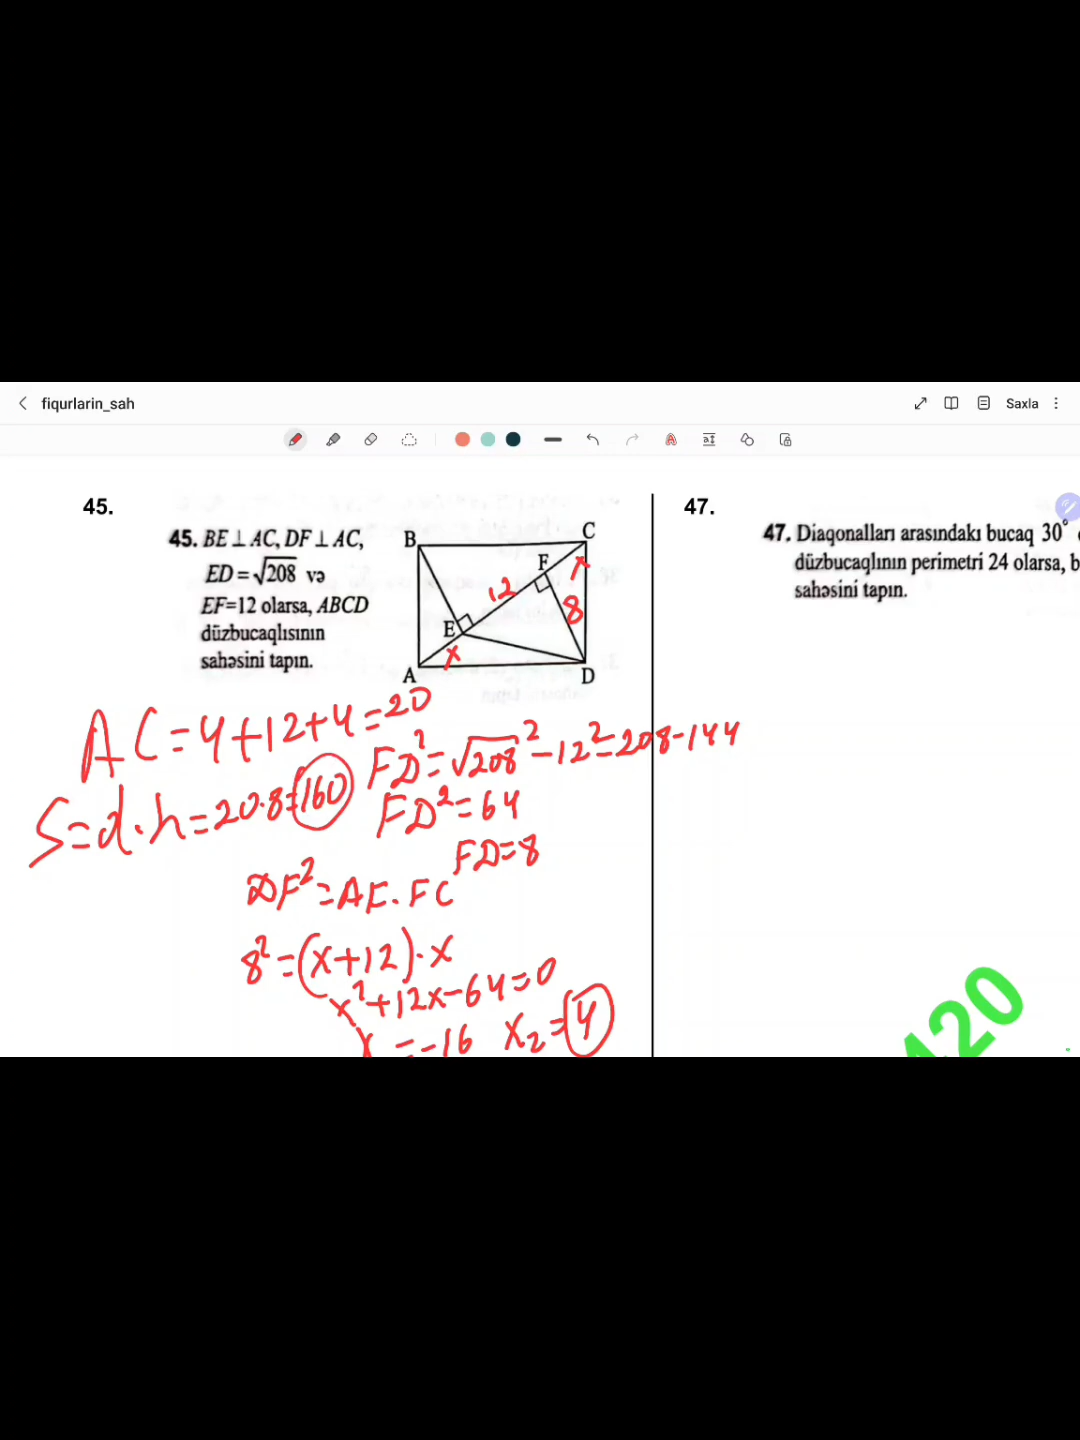 fiqurlarin_sah
Saxla
45.
45. BE ⊥ AC, DF ⊥ AC,
ED = √208 və
EF=12 olarsa, ABCD
düzbucaqlısının
sahəsini tapın.
B
C
F
x
12
8
E
x
A
D
AC=4+12+4=20
FD²=√208²-12²=208-144
S=d·h=20·8=160
FD²=64
FD=8
DF²=AF·FC
8²=(x+12)·x
x²+12x-64=0
x=-16 x₂=4
47.
47. Diaqonalları arasındakı bucaq 30°
düzbucaqlının perimetri 24 olarsa, b
sahəsini tapın.
120